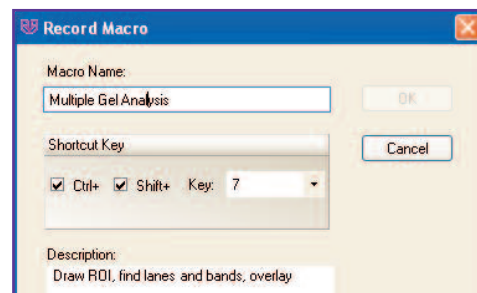 Record Macro
Macro Name:
Multiple Gel Analysis
OK
Shortcut Key
Cancel
Ctrl+ Shift+ Key: 7
Description:
Draw ROI, find lanes and bands, overlay